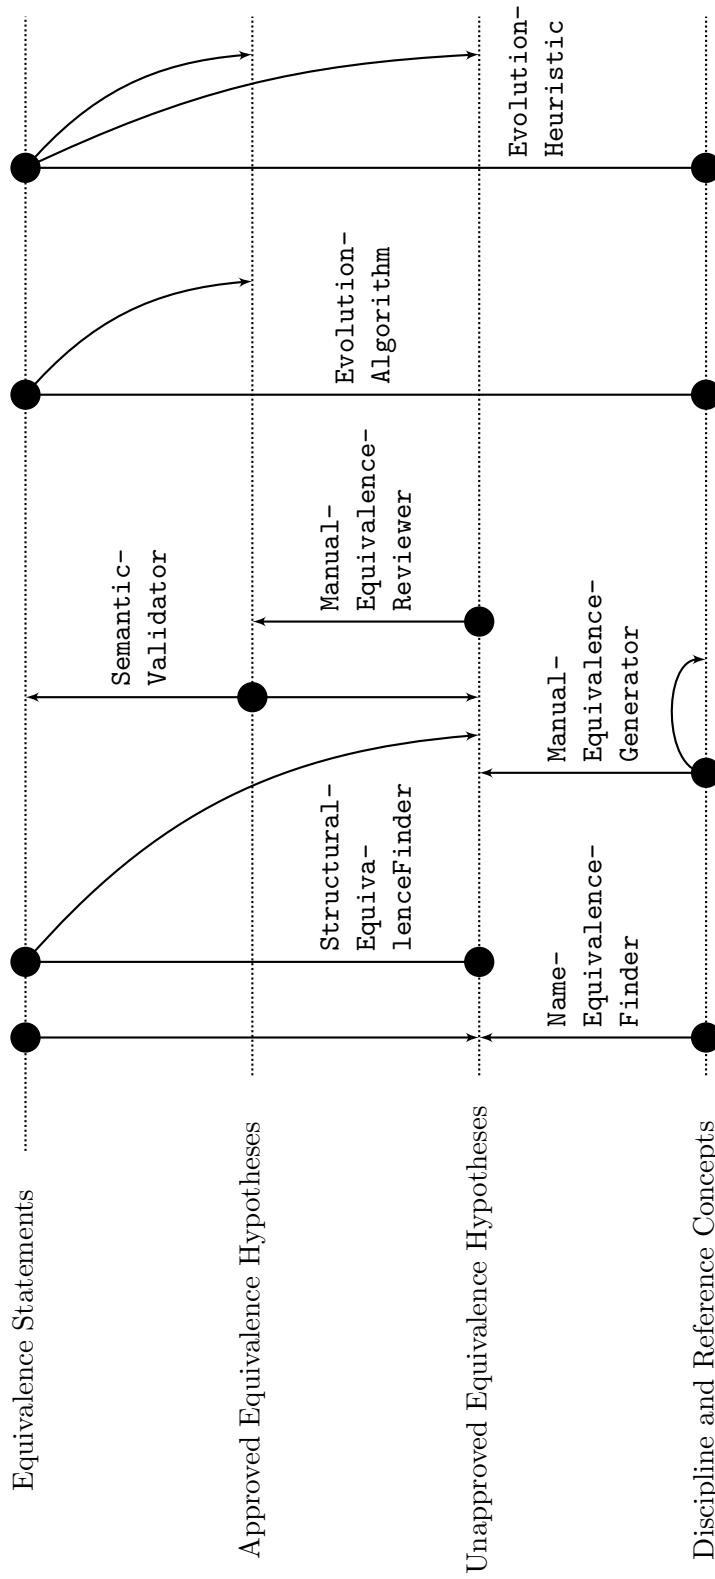 Equivalence Statements
Approved Equivalence Hypotheses
Unapproved Equivalence Hypotheses
Discipline and Reference Concepts
Name-
Equivalence-
Finder
Structural-
Equiva-
lenceFinder
Manual-
Equivalence-
Generator
Semantic-
Validator
Manual-
Equivalence-
Reviewer
Evolution-
Algorithm
Evolution-
Heuristic